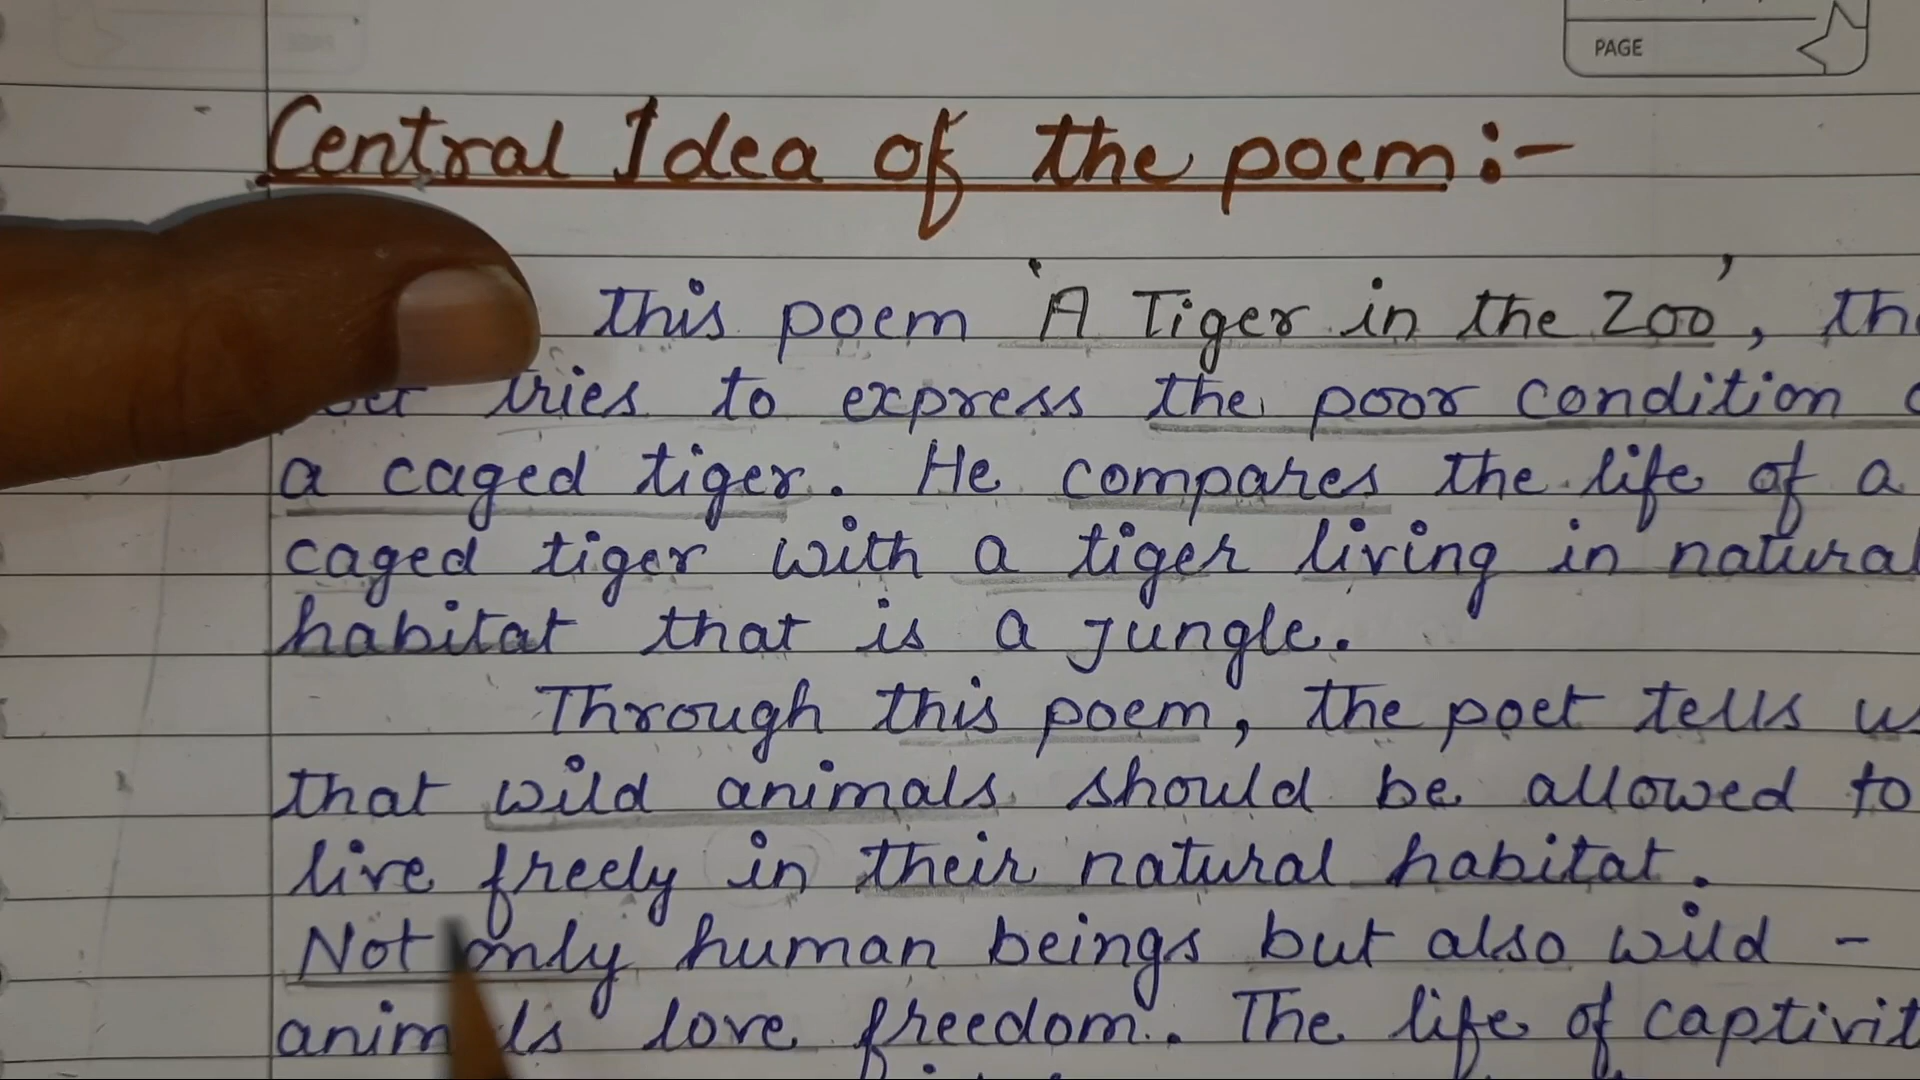 PAGE
Central Idea of the poem:-
this poem 'A Tiger in the Zoo',
tries to express the poor condition
a caged tiger. He compares the life of a
caged tiger with a tiger living in natural
habitat that is a jungle.
Through this poem, the poet tells
that wild animals should be allowed to
live freely in their natural habitat.
Not only human beings but also wild -
animals love freedom. The life of